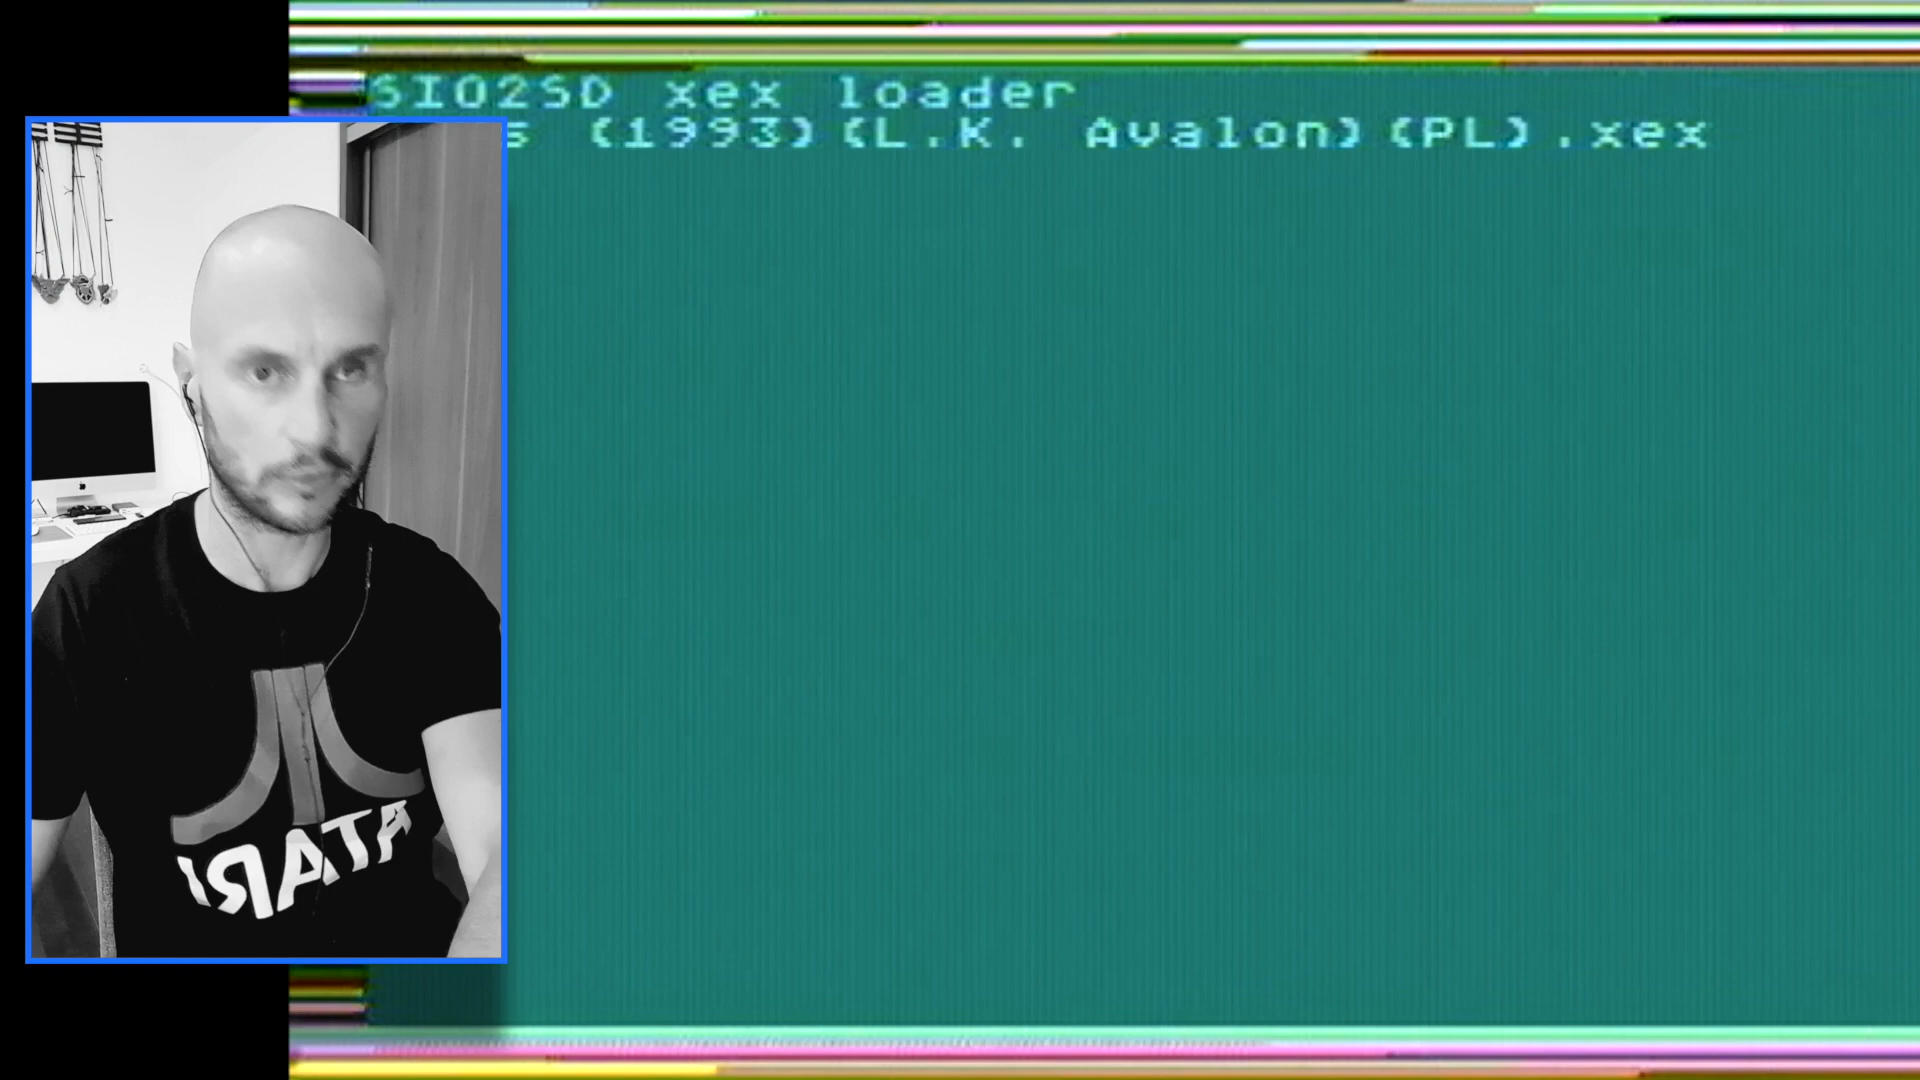 SIO2SD xex loader
s (1993)(L.K. Avalon)(PL).xex
ATARI